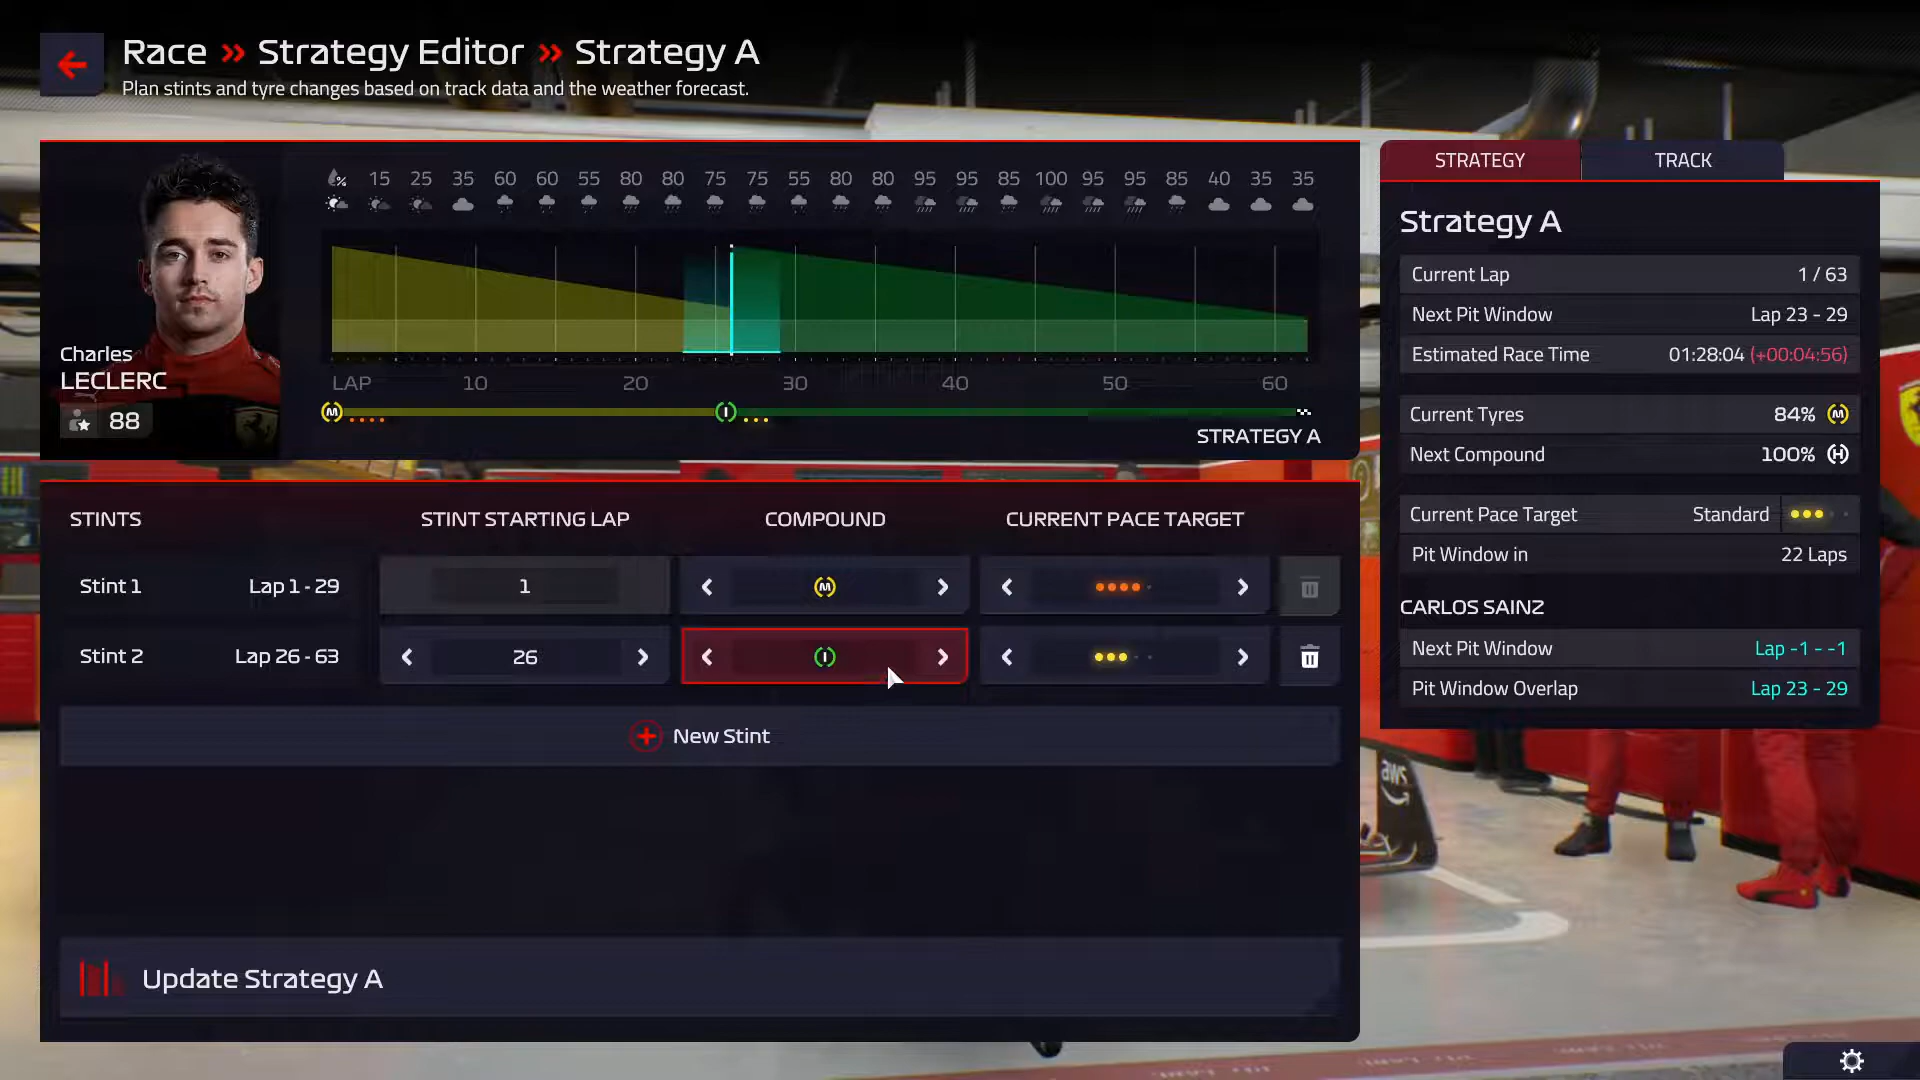 Race » Strategy Editor » Strategy A
Plan stints and tyre changes based on track data and the weather forecast.
% 15 25 35 60 60 55 80 80 75 75 55 80 80 95 95 85 100 95 95 85 40 35 35
Charles
LECLERC
88
LAP 10 20 30 40 50 60
M I
STRATEGY A
STINTS STINT STARTING LAP COMPOUND CURRENT PACE TARGET
Stint 1 Lap 1 - 29 1 M
Stint 2 Lap 26 - 63 26 I
New Stint
Update Strategy A
STRATEGY TRACK
Strategy A
Current Lap 1 / 63
Next Pit Window Lap 23 - 29
Estimated Race Time 01:28:04 (+00:04:56)
Current Tyres 84% M
Next Compound 100% H
Current Pace Target Standard
Pit Window in 22 Laps
CARLOS SAINZ
Next Pit Window Lap -1 - -1
Pit Window Overlap Lap 23 - 29
aws